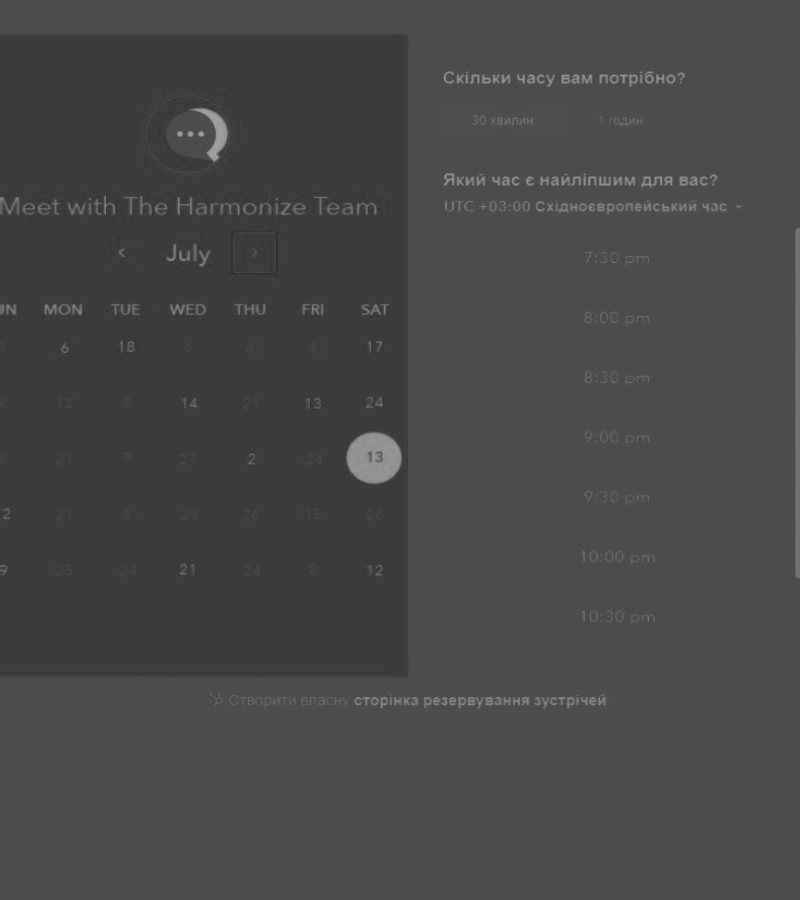 Meet with The Harmonize Team
July
UN MON TUE WED THU FRI SAT
6 18 6 4 4 17
12 8 14 21 13 24
21 9 27 2 24 13
2 21 4 29 26 15 26
9 25 24 21 24 8 12
Скільки часу вам потрібно?
30 хвилин 1 годин
Який час є найліпшим для вас?
UTC +03:00 Східноєвропейський час
7:30 pm
8:00 pm
8:30 pm
9:00 pm
9:30 pm
10:00 pm
10:30 pm
Створити власну сторінка резервування зустрічей